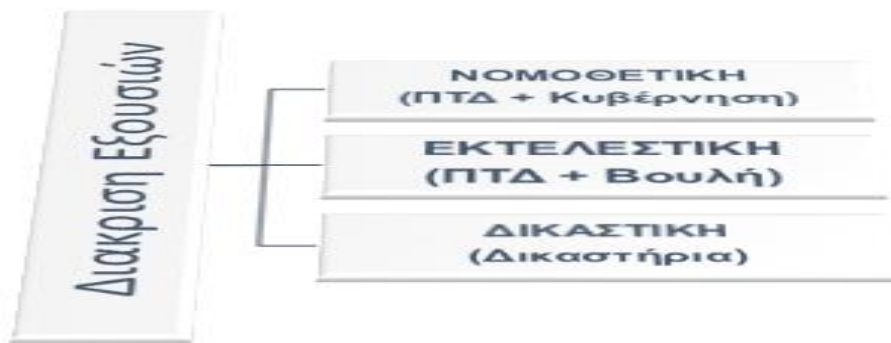 Διακριση Εξουσιών
ΝΟΜΟΘΕΤΙΚΗ
(ΠΤΔ + Κυβέρνηση)
ΕΚΤΕΛΕΣΤΙΚΗ
(ΠΤΔ + Βουλή)
ΔΙΚΑΣΤΙΚΗ
(Δικαστήρια)